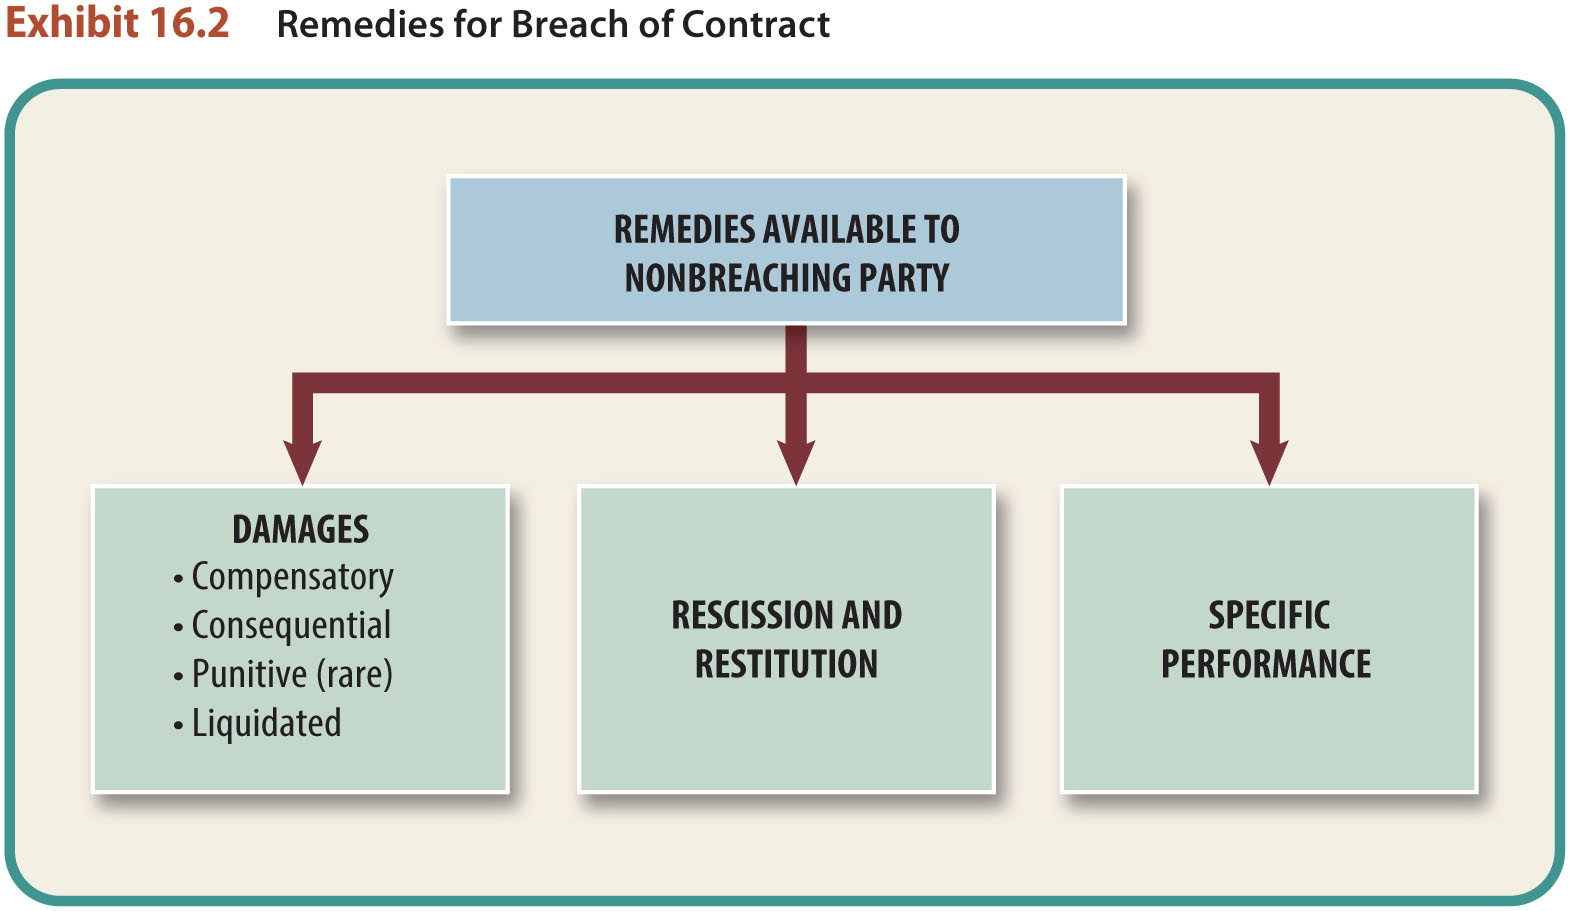 Exhibit 16.2 Remedies for Breach of Contract
REMEDIES AVAILABLE TO
NONBREACHING PARTY
DAMAGES
• Compensatory
• Consequential
• Punitive (rare)
• Liquidated
RESCISSION AND
RESTITUTION
SPECIFIC
PERFORMANCE